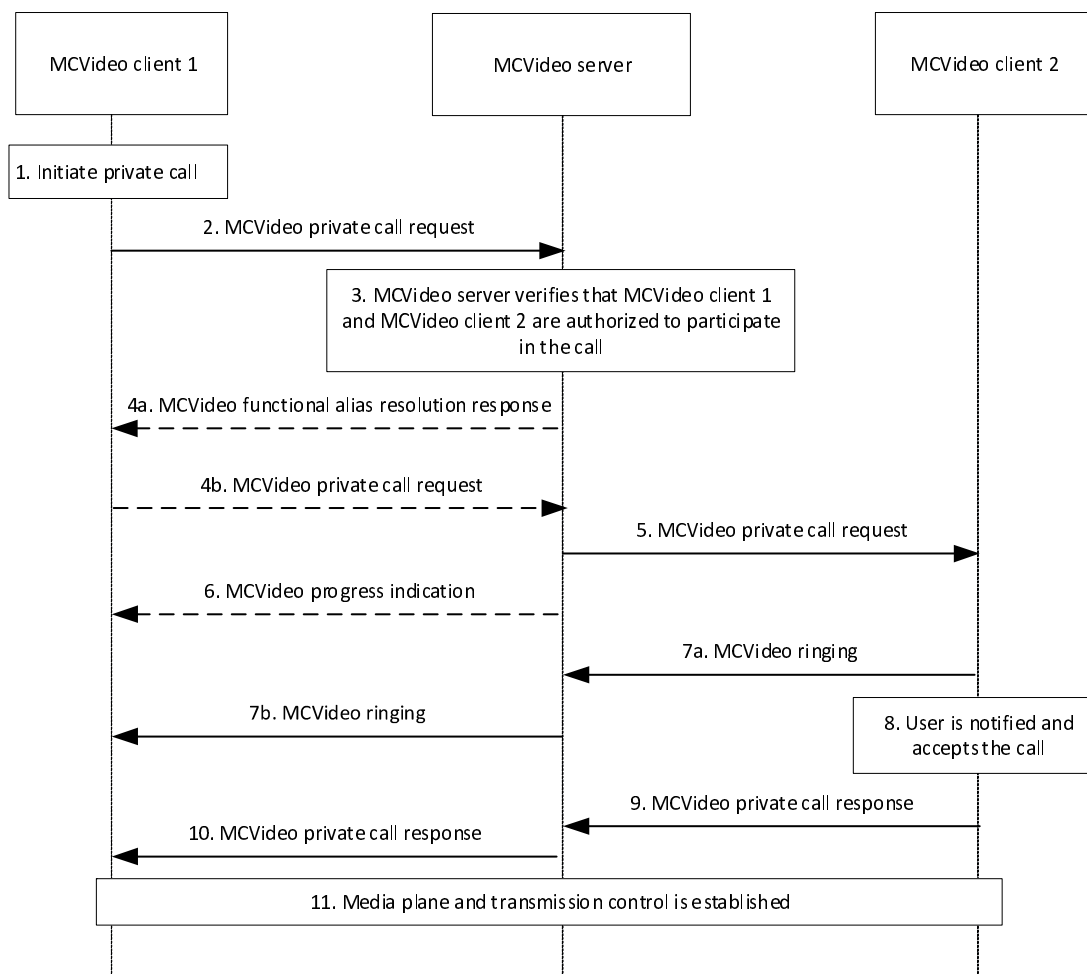 MCVideo client 1
MCVideo server
MCVideo client 2
1. Initiate private call
2. MCVideo private call request
3. MCVideo server verifies that MCVideo client 1
and MCVideo client 2 are authorized to participate
in the call
4a. MCVideo functional alias resolution response
4b. MCVideo private call request
5. MCVideo private call request
6. MCVideo progress indication
7a. MCVideo ringing
7b. MCVideo ringing
8. User is notified and
accepts the call
9. MCVideo private call response
10. MCVideo private call response
11. Media plane and transmission control is established